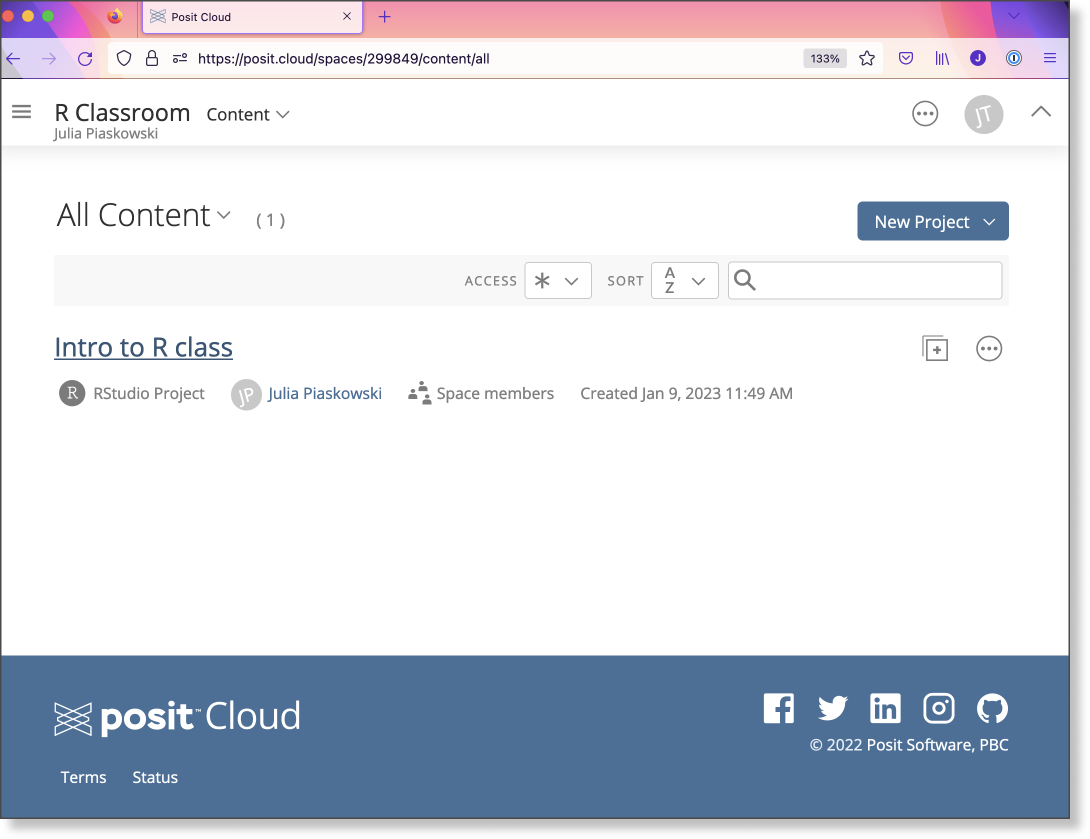 Posit Cloud
https://posit.cloud/spaces/299849/content/all
133%
J
R Classroom
Content
Julia Piaskowski
JT
All Content
( 1 )
New Project
ACCESS
*
SORT
A
Z
Intro to R class
R
RStudio Project
JP
Julia Piaskowski
Space members
Created Jan 9, 2023 11:49 AM
posit™ Cloud
© 2022 Posit Software, PBC
Terms
Status